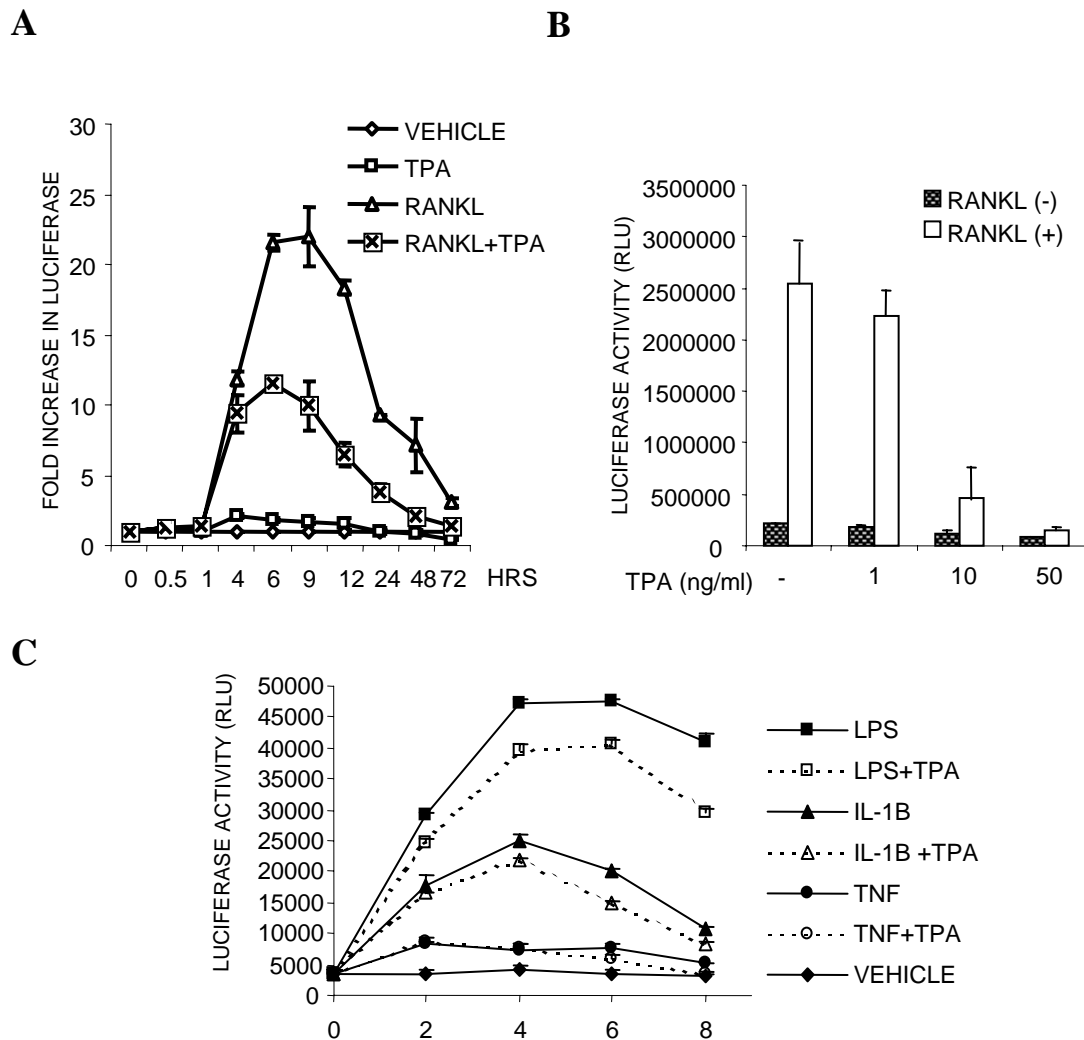 A
B
30
25
20
15
10
5
0
FOLD INCREASE IN LUCIFERASE
VEHICLE
TPA
RANKL
RANKL+TPA
0 0.5 1 4 6 9 12 24 48 72 HRS
3500000
3000000
2500000
2000000
1500000
1000000
500000
0
LUCIFERASE ACTIVITY (RLU)
RANKL (-)
RANKL (+)
TPA (ng/ml) - 1 10 50
C
50000
45000
40000
35000
30000
25000
20000
15000
10000
5000
0
LUCIFERASE ACTIVITY (RLU)
0 2 4 6 8
LPS
LPS+TPA
IL-1B
IL-1B +TPA
TNF
TNF+TPA
VEHICLE